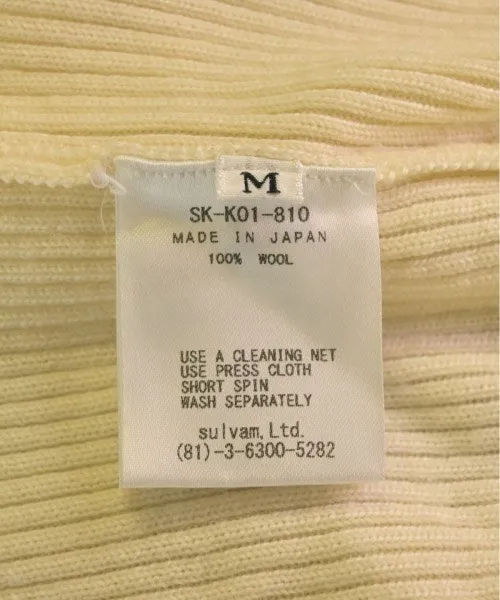 M
SK-K01-810
MADE IN JAPAN
100% WOOL
USE A CLEANING NET
USE PRESS CLOTH
SHORT SPIN
WASH SEPARATELY
sulvam,Ltd.
(81)-3-6300-5282